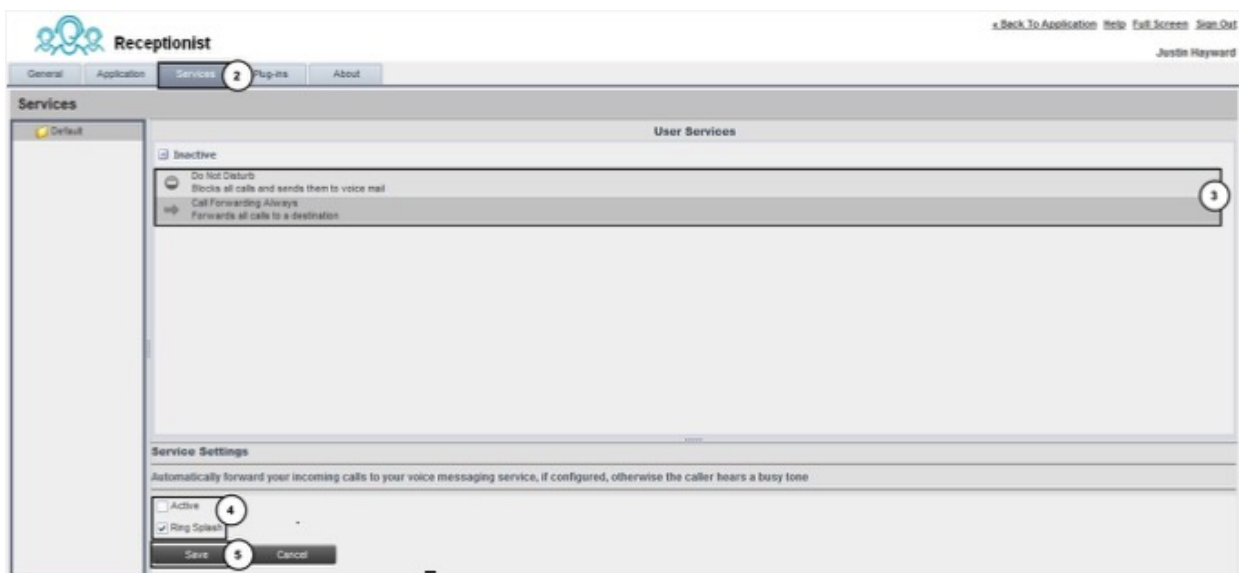 « Back To Application Help Full Screen Sign Out
Receptionist
Justin Hayward
General Application Services 2 Plug-ins About
Services
Default
User Services
Inactive
Do Not Disturb
Blocks all calls and sends them to voice mail
3
Call Forwarding Always
Forwards all calls to a destination
Service Settings
Automatically forward your incoming calls to your voice messaging service, if configured, otherwise the caller hears a busy tone
Active
4
Ring Splash
Save 5 Cancel